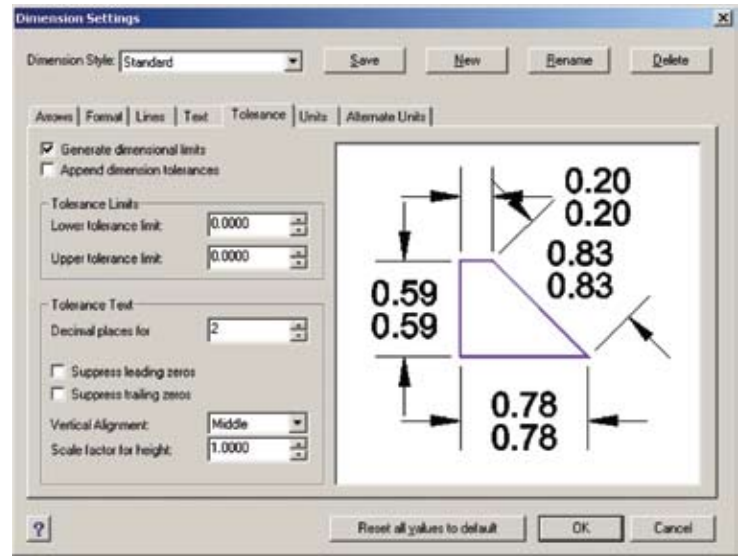 Dimension Settings
Dimension Style: Standard Save New Rename Delete
Arrows Format Lines Text Tolerance Units Alternate Units
Generate dimensional limits
Append dimension tolerances
Tolerance Limits
Lower tolerance limit: 0.0000
Upper tolerance limit: 0.0000
Tolerance Text
Decimal places for 2
Suppress leading zeros
Suppress trailing zeros
Vertical Alignment: Middle
Scale factor for height: 1.0000
0.20
0.20
0.83
0.83
0.59
0.59
0.78
0.78
? Reset all values to default OK Cancel